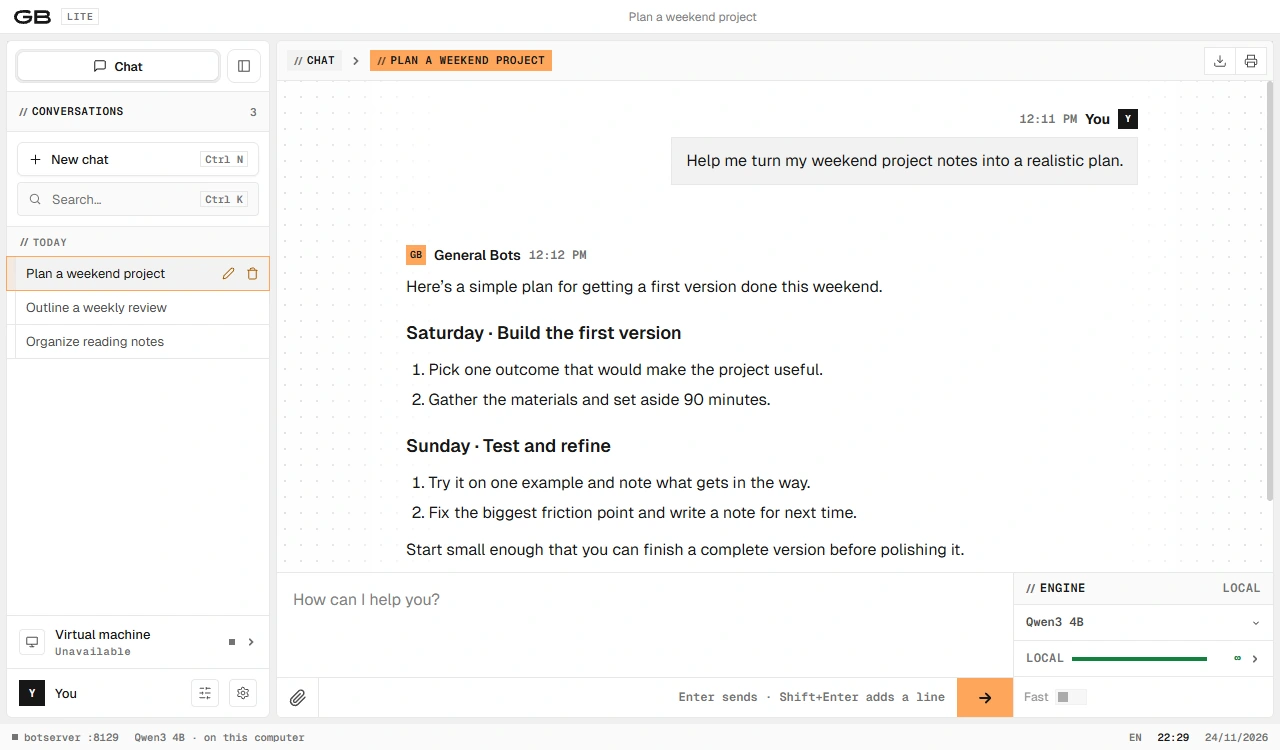 GB LITE
Plan a weekend project
Chat
// CHAT
// PLAN A WEEKEND PROJECT
// CONVERSATIONS 3
New chat Ctrl N
Search… Ctrl K
// TODAY
Plan a weekend project
Outline a weekly review
Organize reading notes
12:11 PM You Y
Help me turn my weekend project notes into a realistic plan.
GB General Bots 12:12 PM
Here’s a simple plan for getting a first version done this weekend.
Saturday · Build the first version
1. Pick one outcome that would make the project useful.
2. Gather the materials and set aside 90 minutes.
Sunday · Test and refine
1. Try it on one example and note what gets in the way.
2. Fix the biggest friction point and write a note for next time.
Start small enough that you can finish a complete version before polishing it.
How can I help you?
Enter sends · Shift+Enter adds a line
// ENGINE LOCAL
Qwen3 4B
LOCAL ∞
Fast
Virtual machine
Unavailable
Y You
botserver :8129 Qwen3 4B · on this computer
EN 22:29 24/11/2026